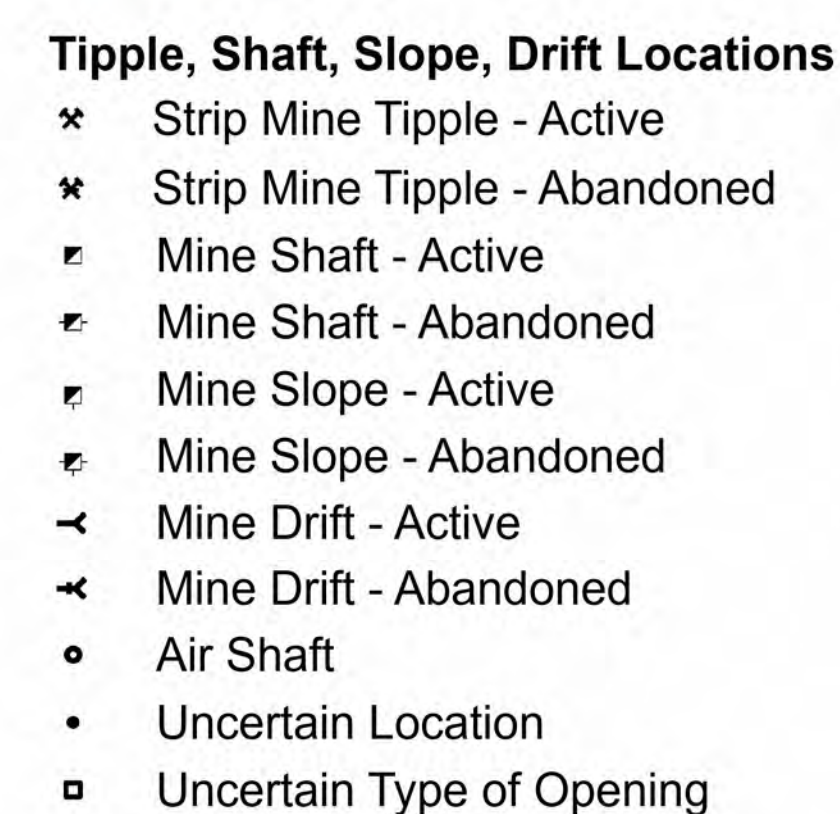 Tipple, Shaft, Slope, Drift Locations
Strip Mine Tipple - Active
Strip Mine Tipple - Abandoned
Mine Shaft - Active
Mine Shaft - Abandoned
Mine Slope - Active
Mine Slope - Abandoned
Mine Drift - Active
Mine Drift - Abandoned
Air Shaft
Uncertain Location
Uncertain Type of Opening